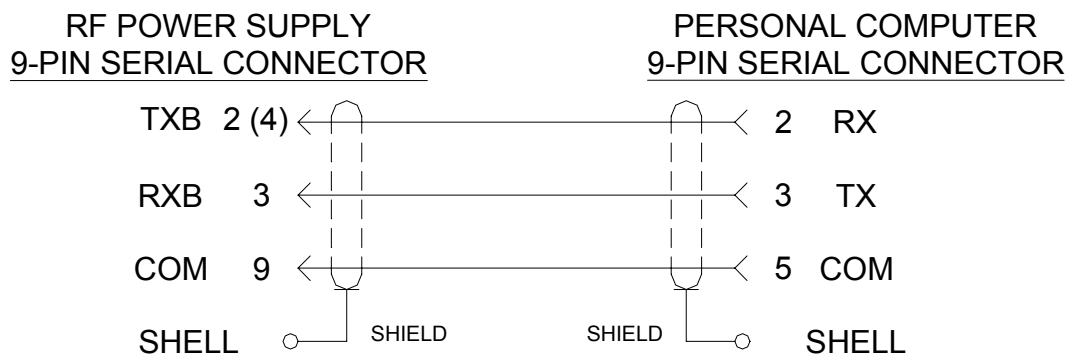 RF POWER SUPPLY
9-PIN SERIAL CONNECTOR
PERSONAL COMPUTER
9-PIN SERIAL CONNECTOR
TXB 2 (4) 2 RX
RXB 3 3 TX
COM 9 5 COM
SHELL SHIELD SHIELD SHELL